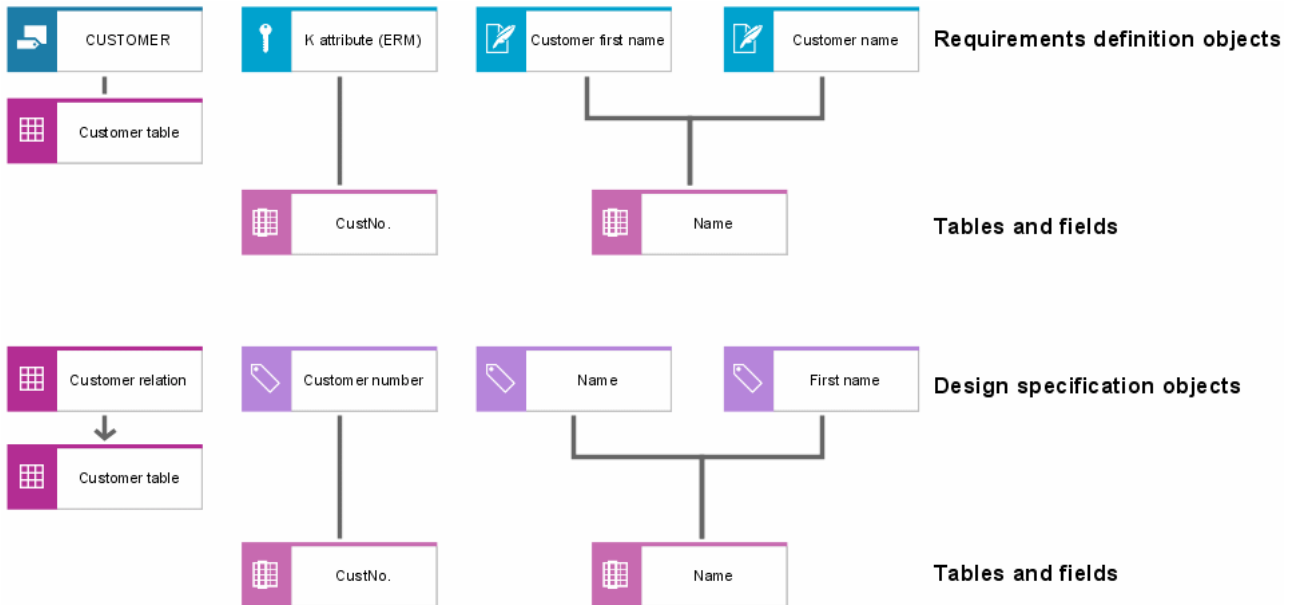 CUSTOMER
K attribute (ERM)
Customer first name
Customer name
Requirements definition objects
Customer table
CustNo.
Name
Tables and fields
Customer relation
Customer number
Name
First name
Design specification objects
Customer table
CustNo.
Name
Tables and fields